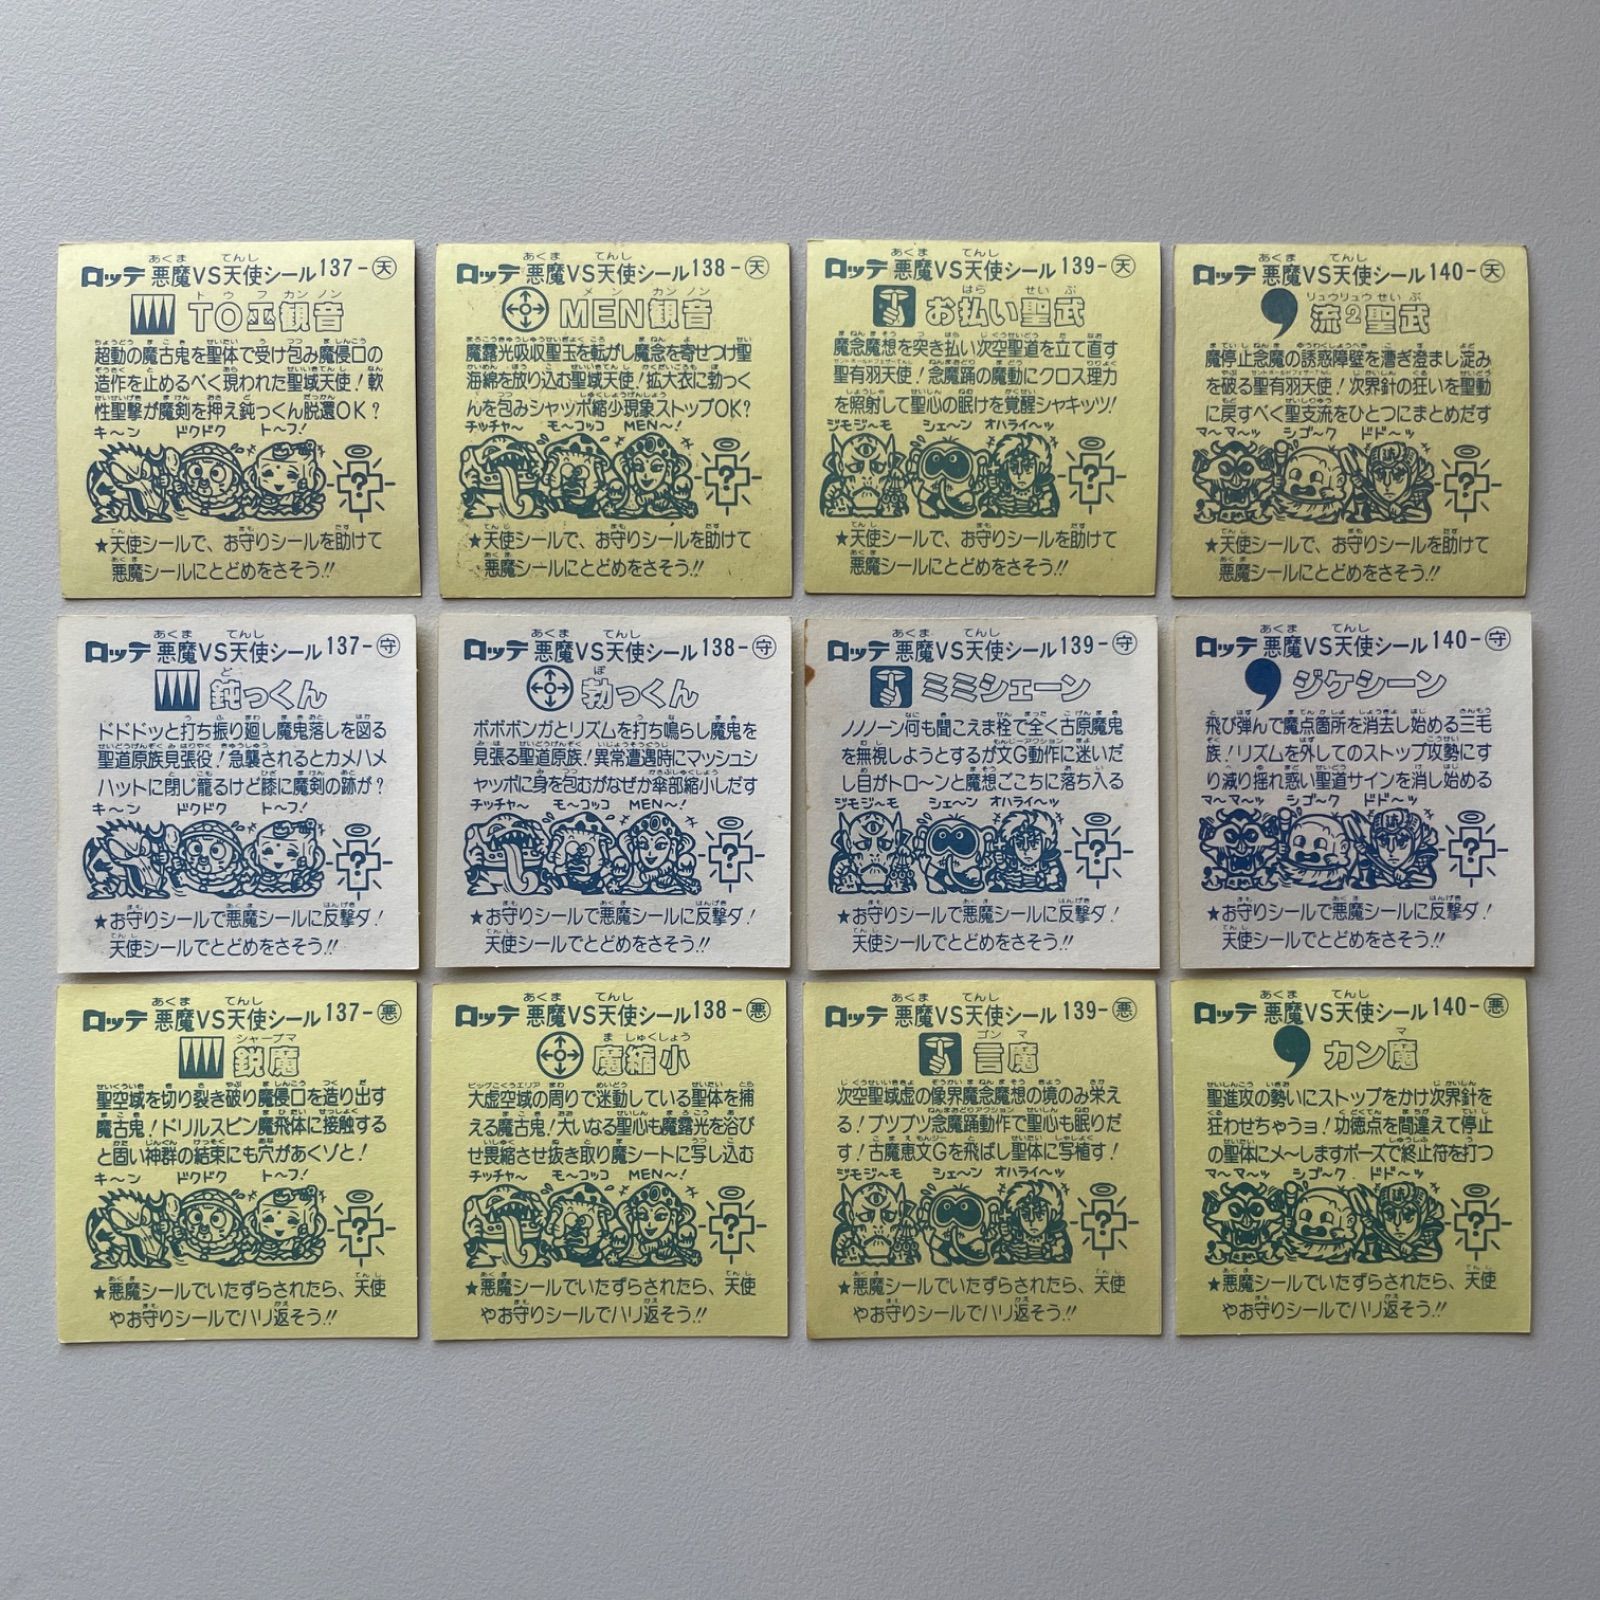 ロッテ 悪魔VS天使シール 137-天
TO巫観音
超動の魔古鬼を聖体で受け包み魔侵口の
造作を止めるべく現われた聖域天使!軟
性聖撃が魔剣を押え鈍っくん脱還OK?
キ〜ン ドクドク ト〜フ!
?
★天使シールで、お守りシールを助けて
悪魔シールにとどめをさそう!!
ロッテ 悪魔VS天使シール 138-天
MEN観音
魔露光吸収聖玉を転がし魔念を寄せつけ聖
海綿を放り込む聖域天使!拡大衣に勃っく
んを包みシャッポ縮少現象ストップOK?
チッチャ〜 モ〜コッコ MEN〜!
?
★天使シールで、お守りシールを助けて
悪魔シールにとどめをさそう!!
ロッテ 悪魔VS天使シール 139-天
お払い聖武
魔念魔想を突き払い次空聖道を立て直す
聖有羽天使!念魔踊の魔動にクロス理力
を照射して聖心の眠けを覚醒シャキッツ!
ジモジ〜モ シェ〜ン オハライ〜ッ
?
★天使シールで、お守りシールを助けて
悪魔シールにとどめをさそう!!
ロッテ 悪魔VS天使シール 140-天
流2聖武
魔停止念魔の誘惑障壁を漕ぎ澄まし淀み
を破る聖有羽天使!次界針の狂いを聖動
に戻すべく聖支流をひとつにまとめだす
マ〜マ〜ッ シゴ〜ク ドド〜ッ
?
★天使シールで、お守りシールを助けて
悪魔シールにとどめをさそう!!
ロッテ 悪魔VS天使シール 137-守
鈍っくん
ドドドッと打ち振り廻し魔鬼落しを図る
聖道原族見張役!急襲されるとカメハメ
ハットに閉じ籠るけど膝に魔剣の跡が?
キ〜ン ドクドク ト〜フ!
?
★お守りシールで悪魔シールに反撃ダ!
天使シールでとどめをさそう!!
ロッテ 悪魔VS天使シール 138-守
勃っくん
ボボボンガとリズムを打ち鳴らし魔鬼を
見張る聖道原族!異常遭遇時にマッシュシ
ャッポに身を包むがなぜか傘部縮小しだす
チッチャ〜 モ〜コッコ MEN〜!
?
★お守りシールで悪魔シールに反撃ダ!
天使シールでとどめをさそう!!
ロッテ 悪魔VS天使シール 139-守
ミミシェーン
ノノノーン何も聞こえま栓で全く古原魔鬼
を無視しようとするが文G動作に迷いだ
し目がトローンと魔想ごこちに落ち入る
ジモジ〜モ シェ〜ン オハライ〜ッ
?
★お守りシールで悪魔シールに反撃ダ!
天使シールでとどめをさそう!!
ロッテ 悪魔VS天使シール 140-守
ジケシーン
飛び弾んで魔点箇所を消去し始める三毛
族!リズムを外してのストップ攻勢にす
り減り揺れ惑い聖道サインを消し始める
マ〜マ〜ッ シゴ〜ク ドド〜ッ
?
★お守りシールで悪魔シールに反撃ダ!
天使シールでとどめをさそう!!
ロッテ 悪魔VS天使シール 137-悪
鋭魔
聖空域を切り裂き破り魔侵口を造り出す
魔古鬼!ドリルスピン魔飛体に接触する
と固い神群の結束にも穴があくゾと!
キ〜ン ドクドク ト〜フ!
?
★悪魔シールでいたずらされたら、天使
やお守りシールでハリ返そう!!
ロッテ 悪魔VS天使シール 138-悪
魔縮小
大虚空域の周りで迷動している聖体を捕
える魔古鬼!大いなる聖心も魔露光を浴び
せ畏縮させ抜き取り魔シートに写し込む
チッチャ〜 モ〜コッコ MEN〜!
?
★悪魔シールでいたずらされたら、天使
やお守りシールでハリ返そう!!
ロッテ 悪魔VS天使シール 139-悪
言魔
次空聖域虚の像界魔念魔想の境のみ栄え
る!ブツブツ念魔踊動作で聖心も眠りだ
す!古魔恵文Gを飛ばし聖体に写植す!
ジモジ〜モ シェ〜ン オハライ〜ッ
?
★悪魔シールでいたずらされたら、天使
やお守りシールでハリ返そう!!
ロッテ 悪魔VS天使シール 140-悪
カン魔
聖進攻の勢いにストップをかけ次界針を
狂わせちゃうョ!功徳点を間違えて停止
の聖体にメ〜しますポーズで終止符を打つ
マ〜マ〜ッ シゴ〜ク ドド〜ッ
?
★悪魔シールでいたずらされたら、天使
やお守りシールでハリ返そう!!